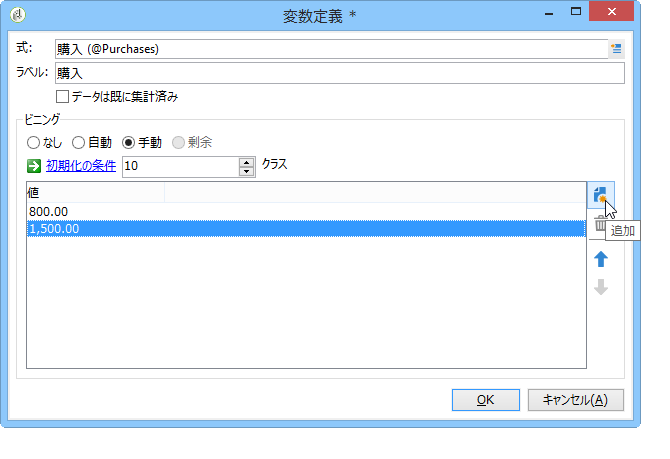 変数定義 *
式: 購入 (@Purchases)
ラベル: 購入
データは既に集計済み
ビニング
なし 自動 手動 剰余
初期化の条件 10 クラス
値
800.00
1,500.00
追加
OK キャンセル(A)